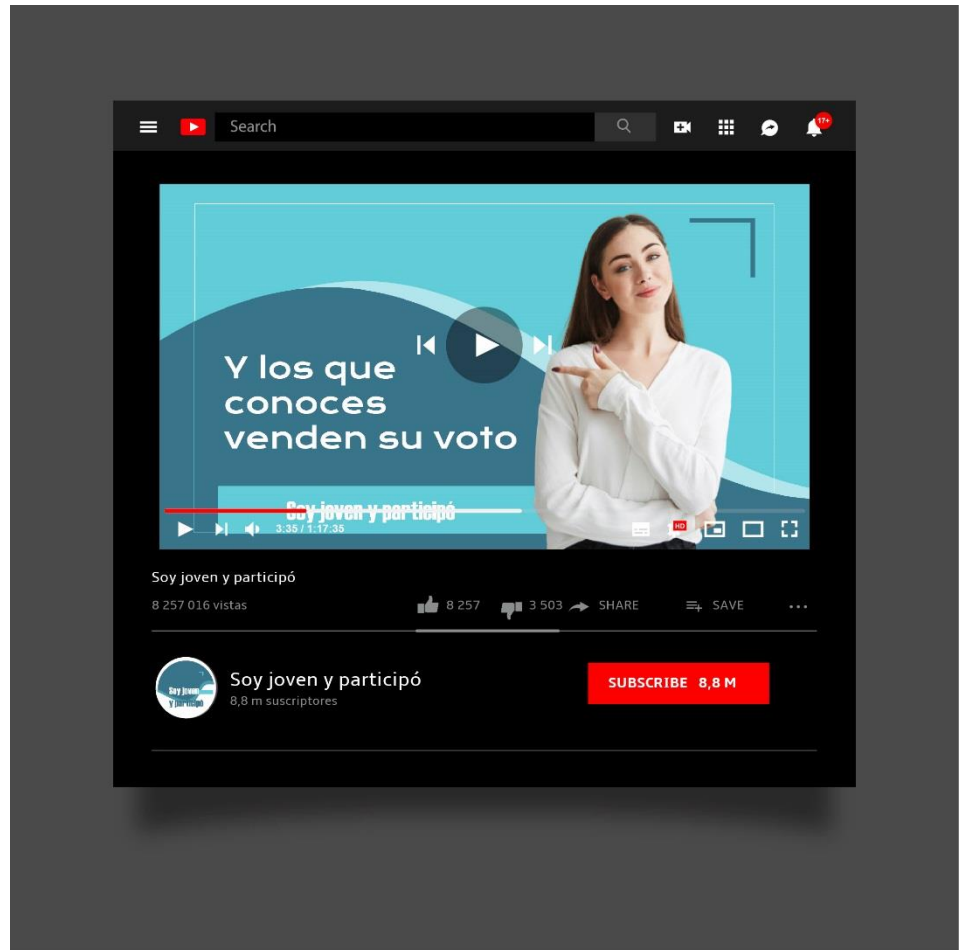 Search
17+
Y los que
conoces
venden su voto
Soy joven y participó
3:35 / 1:17:35
HD
Soy joven y participó
8 257 016 vistas
8 257
3 503
SHARE
SAVE
Soy joven
y participó
Soy joven y participó
8,8 m suscriptores
SUBSCRIBE 8,8 M